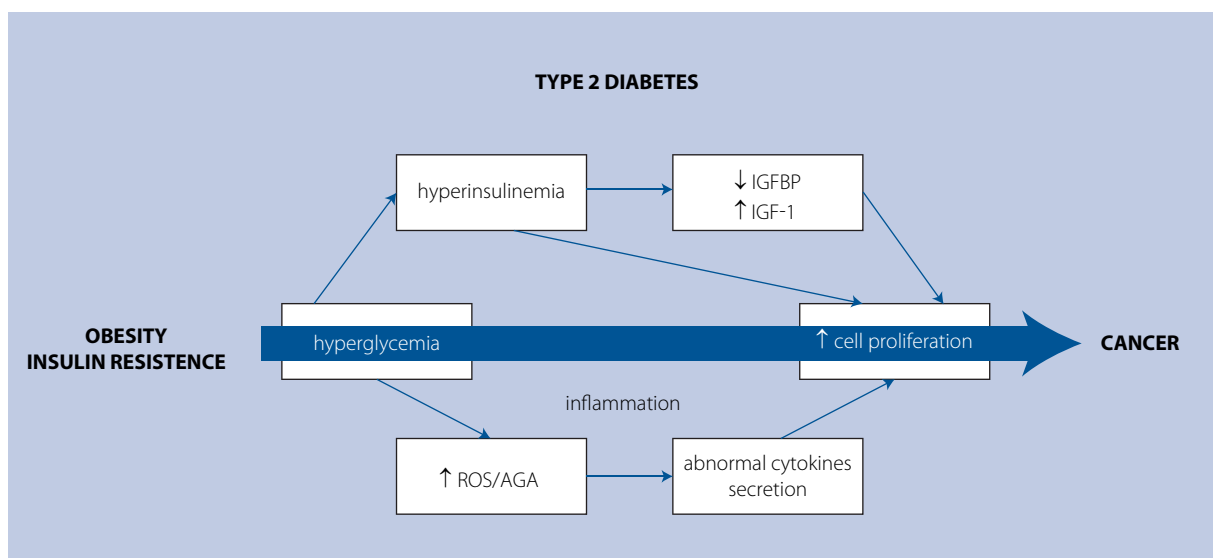 TYPE 2 DIABETES
hyperinsulinemia
↓ IGFBP
↑ IGF-1
OBESITY
INSULIN RESISTENCE
hyperglycemia
↑ cell proliferation
CANCER
inflammation
↑ ROS/AGA
abnormal cytokines
secretion